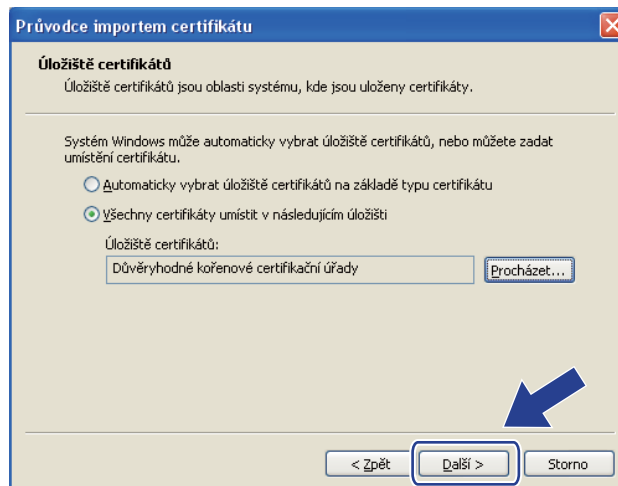 Průvodce importem certifikátu
Úložiště certifikátů
Úložiště certifikátů jsou oblasti systému, kde jsou uloženy certifikáty.
Systém Windows může automaticky vybrat úložiště certifikátů, nebo můžete zadat
umístění certifikátu.
Automaticky vybrat úložiště certifikátů na základě typu certifikátu
Všechny certifikáty umístit v následujícím úložišti
Úložiště certifikátů:
Důvěryhodné kořenové certifikační úřady
Procházet...
< Zpět
Další >
Storno